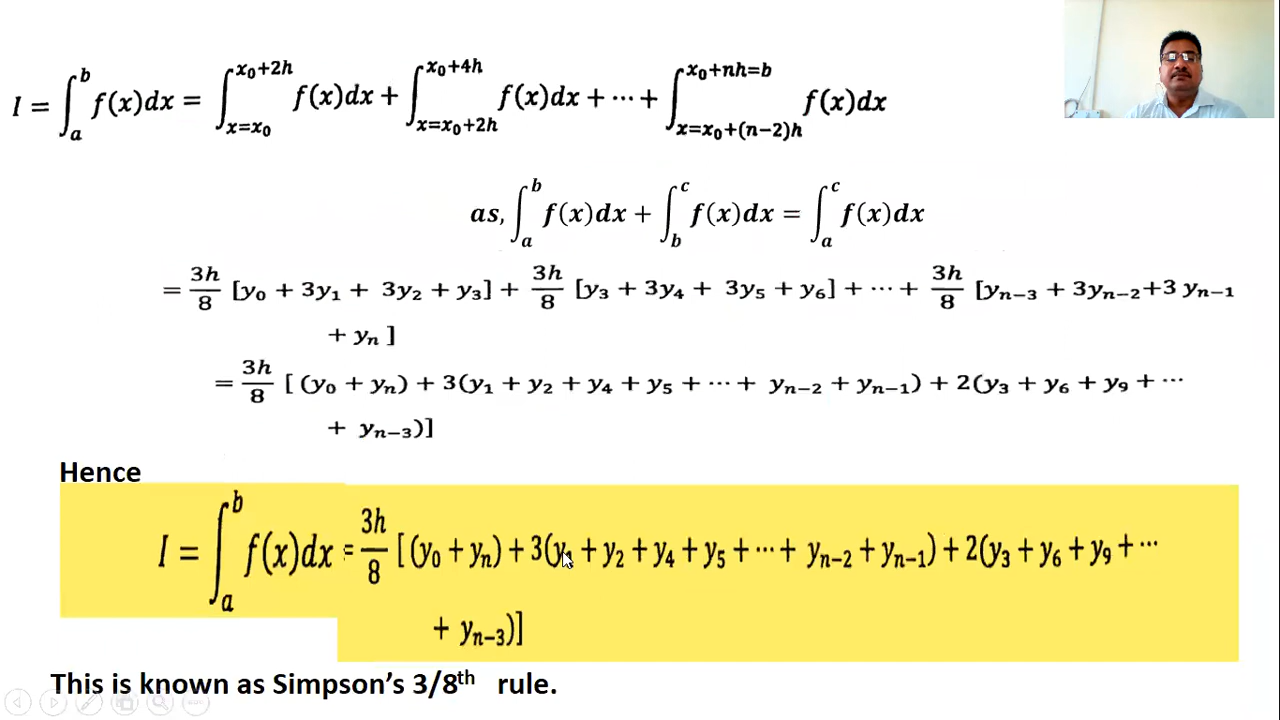 I = ∫_a^b f(x)dx = ∫_{x=x₀}^{x₀+2h} f(x)dx + ∫_{x=x₀+2h}^{x₀+4h} f(x)dx + ⋯ + ∫_{x=x₀+(n−2)h}^{x₀+nh=b} f(x)dx
as, ∫_a^b f(x)dx + ∫_b^c f(x)dx = ∫_a^c f(x)dx
= 3h/8 [y₀ + 3y₁ + 3y₂ + y₃] + 3h/8 [y₃ + 3y₄ + 3y₅ + y₆] + ⋯ + 3h/8 [y_{n−3} + 3y_{n−2}+3 y_{n−1}
+ y_n ]
= 3h/8 [ (y₀ + y_n) + 3(y₁ + y₂ + y₄ + y₅ + ⋯ + y_{n−2} + y_{n−1}) + 2(y₃ + y₆ + y₉ + ⋯
+ y_{n−3})]
Hence
I = ∫_a^b f(x)dx = 3h/8 [ (y₀ + y_n) + 3(y₁ + y₂ + y₄ + y₅ + ⋯ + y_{n−2} + y_{n−1}) + 2(y₃ + y₆ + y₉ + ⋯
+ y_{n−3})]
This is known as Simpson's 3/8th rule.